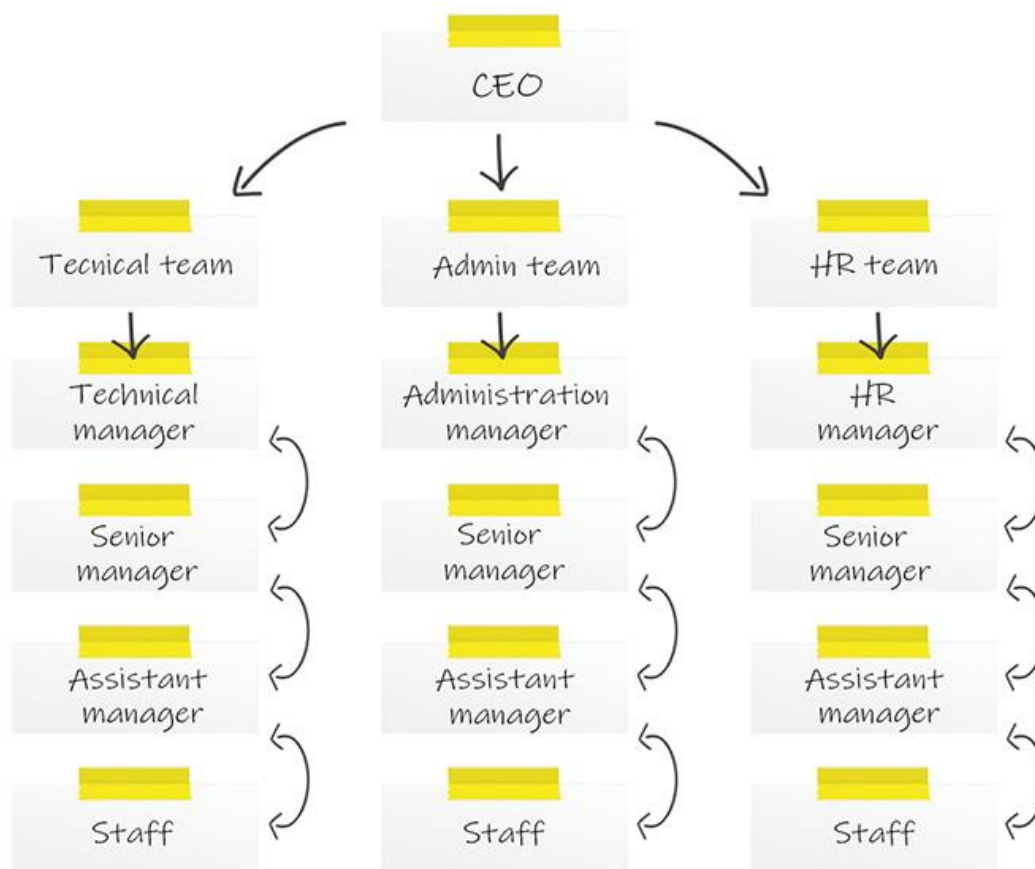 CEO
Tecnical team
Admin team
HR team
Technical
manager
Administration
manager
HR
manager
Senior
manager
Senior
manager
Senior
manager
Assistant
manager
Assistant
manager
Assistant
manager
Staff
Staff
Staff